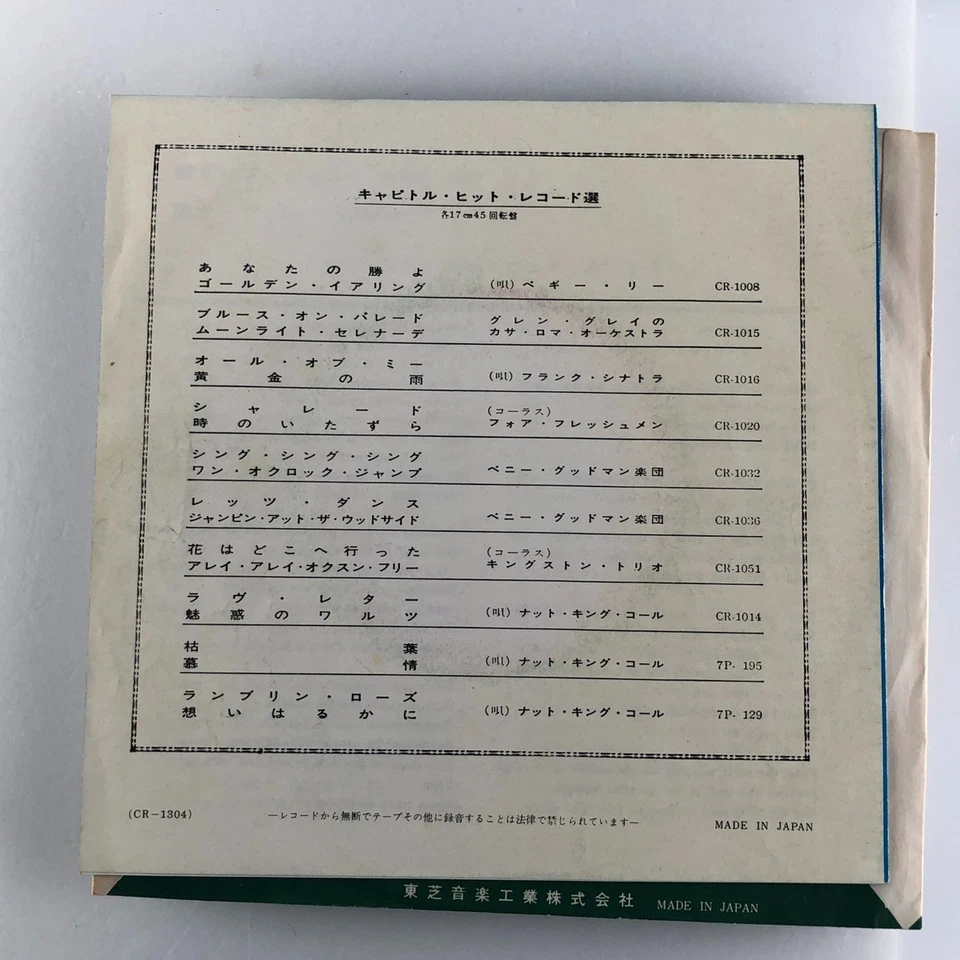 キャピトル・ヒット・レコード選
各17㎝45回転盤
あなたの勝よ
ゴールデン・イアリング (唄) ペギー・リー CR-1008
ブルース・オン・パレード グレン・グレイの
ムーンライト・セレナーデ カサ・ロマ・オーケストラ CR-1015
オール・オブ・ミー
黄金の雨 (唄) フランク・シナトラ CR-1016
シャレード (コーラス)
時のいたずら フォア・フレッシュメン CR-1020
シング・シング・シング
ワン・オクロック・ジャンプ ベニー・グッドマン楽団 CR-1032
レッツ・ダンス
ジャンピン・アット・ザ・ウッドサイド ベニー・グッドマン楽団 CR-1036
花はどこへ行った (コーラス)
アレイ・アレイ・オクスン・フリー キングストン・トリオ CR-1051
ラヴ・レター
魅惑のワルツ (唄) ナット・キング・コール CR-1014
枯葉
慕情 (唄) ナット・キング・コール 7P- 195
ランブリン・ローズ
想いはるかに (唄) ナット・キング・コール 7P- 129
(CR-1304) ―レコードから無断でテープその他に録音することは法律で禁じられています― MADE IN JAPAN
東芝音楽工業株式会社 MADE IN JAPAN